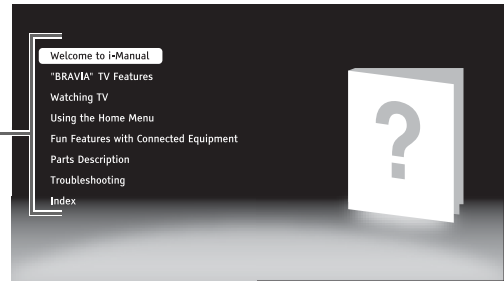 Welcome to i-Manual
"BRAVIA" TV Features
Watching TV
Using the Home Menu
Fun Features with Connected Equipment
Parts Description
Troubleshooting
Index
?